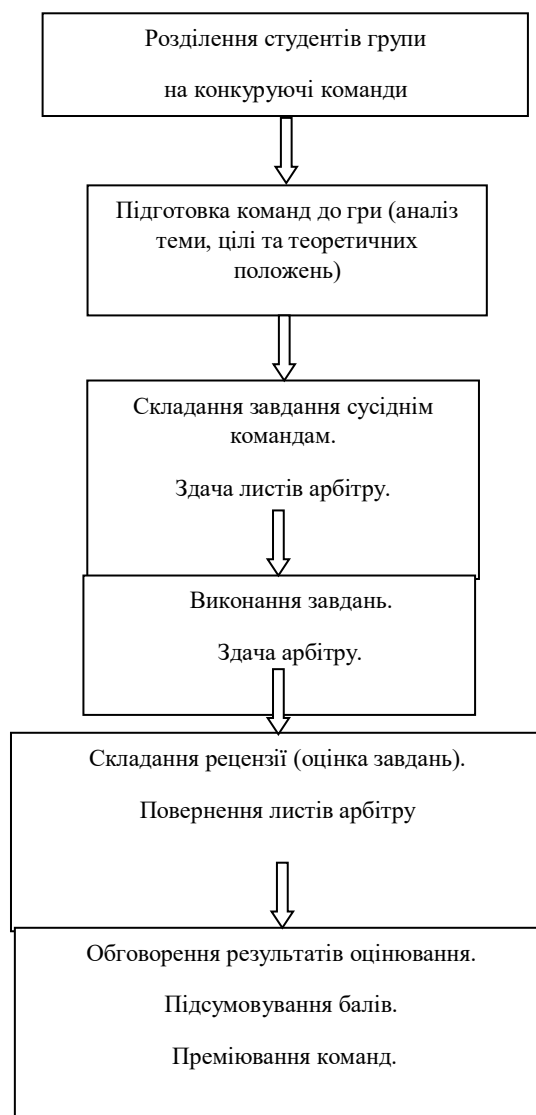 Розділення студентів групи
на конкуруючі команди
Підготовка команд до гри (аналіз
теми, цілі та теоретичних
положень)
Складання завдання сусіднім
командам.
Здача листів арбітру.
Виконання завдань.
Здача арбітру.
Складання рецензії (оцінка завдань).
Повернення листів арбітру
Обговорення результатів оцінювання.
Підсумовування балів.
Преміювання команд.